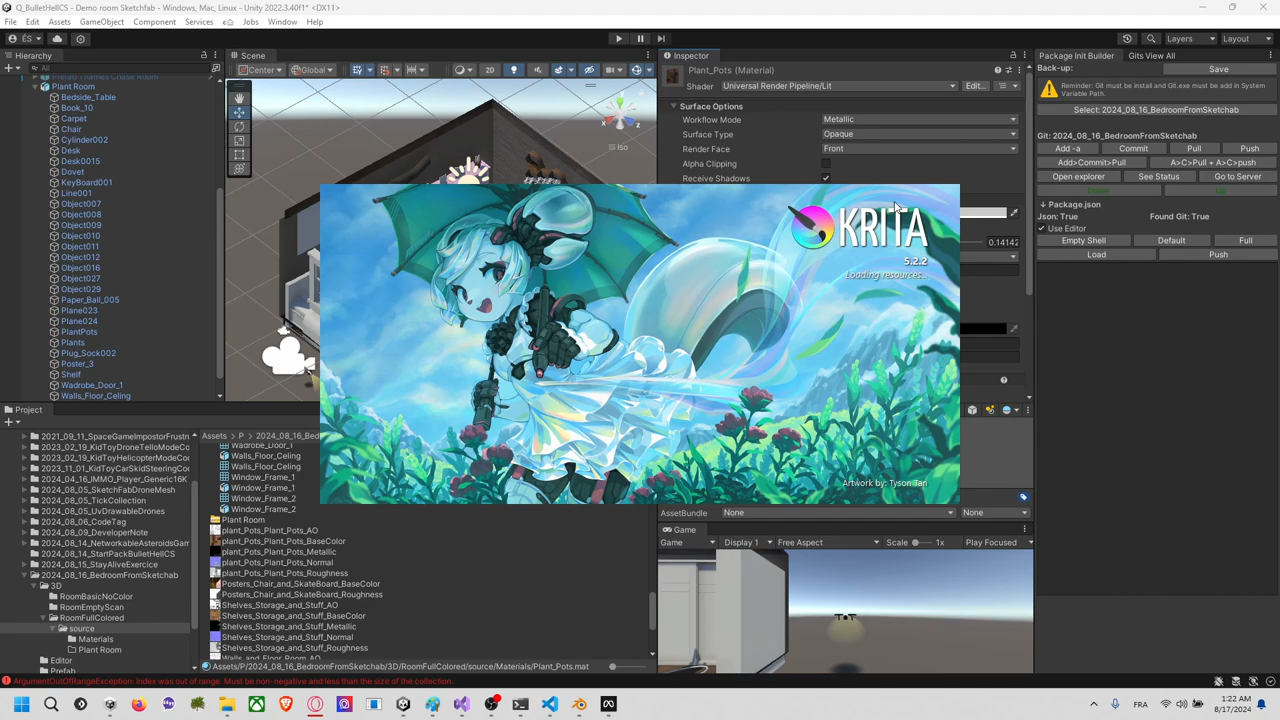 Q_BulletHellCS - Demo room Sketchfab - Windows, Mac, Linux - Unity 2022.3.40f1* <DX11>
File Edit Assets GameObject Component Services Jobs Window Help
ÉS Layers Layout
Hierarchy
All
Plant Room
Bedside_Table
Book_10
Carpet
Chair
Cylinder002
Desk
Desk0015
Dovet
KeyBoard001
Line001
Object007
Object008
Object009
Object010
Object011
Object012
Object016
Object027
Object029
Paper_Ball_005
Plane023
Plane024
PlantPots
Plants
Plug_Sock002
Poster_3
Shelf
Wadrobe_Door_1
Walls_Floor_Celing
Scene
Center Global 2D
x z
Iso
KRITA
5.2.2
Loading resources...
Artwork by: Tyson Tan
Inspector
Plant_Pots (Material)
Shader Universal Render Pipeline/Lit Edit...
Surface Options
Workflow Mode Metallic
Surface Type Opaque
Render Face Front
Alpha Clipping
Receive Shadows
0.14142
AssetBundle None None
Game
Game Display 1 Free Aspect Scale 1x Play Focused
Package Init Builder Gits View All
Back-up: Save
Reminder: Git must be install and Git.exe must be add in System Variable Path.
Select: 2024_08_16_BedroomFromSketchab
Git: 2024_08_16_BedroomFromSketchab
Add -a Commit Pull Push
Add>Commit>Pull A>C>Pull + A>C>push
Open explorer See Status Go to Server
Package.json
Json: True Found Git: True
Use Editor
Empty Shell Default Full
Load Push
Project
2021_09_11_SpaceGameImpostorFrustr
2023_02_19_KidToyDroneTelloModeCo
2023_02_19_KidToyHelicopterModeCod
2023_11_01_KidToyCarSkidSteeringCoc
2024_04_16_IMMO_Player_Generic16K
2024_08_05_SketchFabDroneMesh
2024_08_05_TickCollection
2024_08_05_UvDrawableDrones
2024_08_06_CodeTag
2024_08_09_DeveloperNote
2024_08_14_NetworkableAsteroidsGam
2024_08_14_StartPackBulletHellCS
2024_08_15_StayAliveExercice
2024_08_16_BedroomFromSketchab
3D
RoomBasicNoColor
RoomEmptyScan
RoomFullColored
source
Materials
Plant Room
Editor
Prefab
Assets > P > 2024_08_16_Bed
Wadrobe_Door_1
Walls_Floor_Celing
Walls_Floor_Celing
Window_Frame_1
Window_Frame_1
Window_Frame_2
Window_Frame_2
Plant Room
plant_Pots_Plant_Pots_AO
plant_Pots_Plant_Pots_BaseColor
plant_Pots_Plant_Pots_Metallic
plant_Pots_Plant_Pots_Normal
plant_Pots_Plant_Pots_Roughness
Posters_Chair_and_SkateBoard_BaseColor
Posters_Chair_and_SkateBoard_Roughness
Shelves_Storage_and_Stuff_AO
Shelves_Storage_and_Stuff_BaseColor
Shelves_Storage_and_Stuff_Metallic
Shelves_Storage_and_Stuff_Normal
Shelves_Storage_and_Stuff_Roughness
Walls_and_Floor_Room_AO
Assets/P/2024_08_16_BedroomFromSketchab/3D/RoomFullColored/source/Materials/Plant_Pots.mat
ArgumentOutOfRangeException: Index was out of range. Must be non-negative and less than the size of the collection.
FRA 1:22 AM
8/17/2024